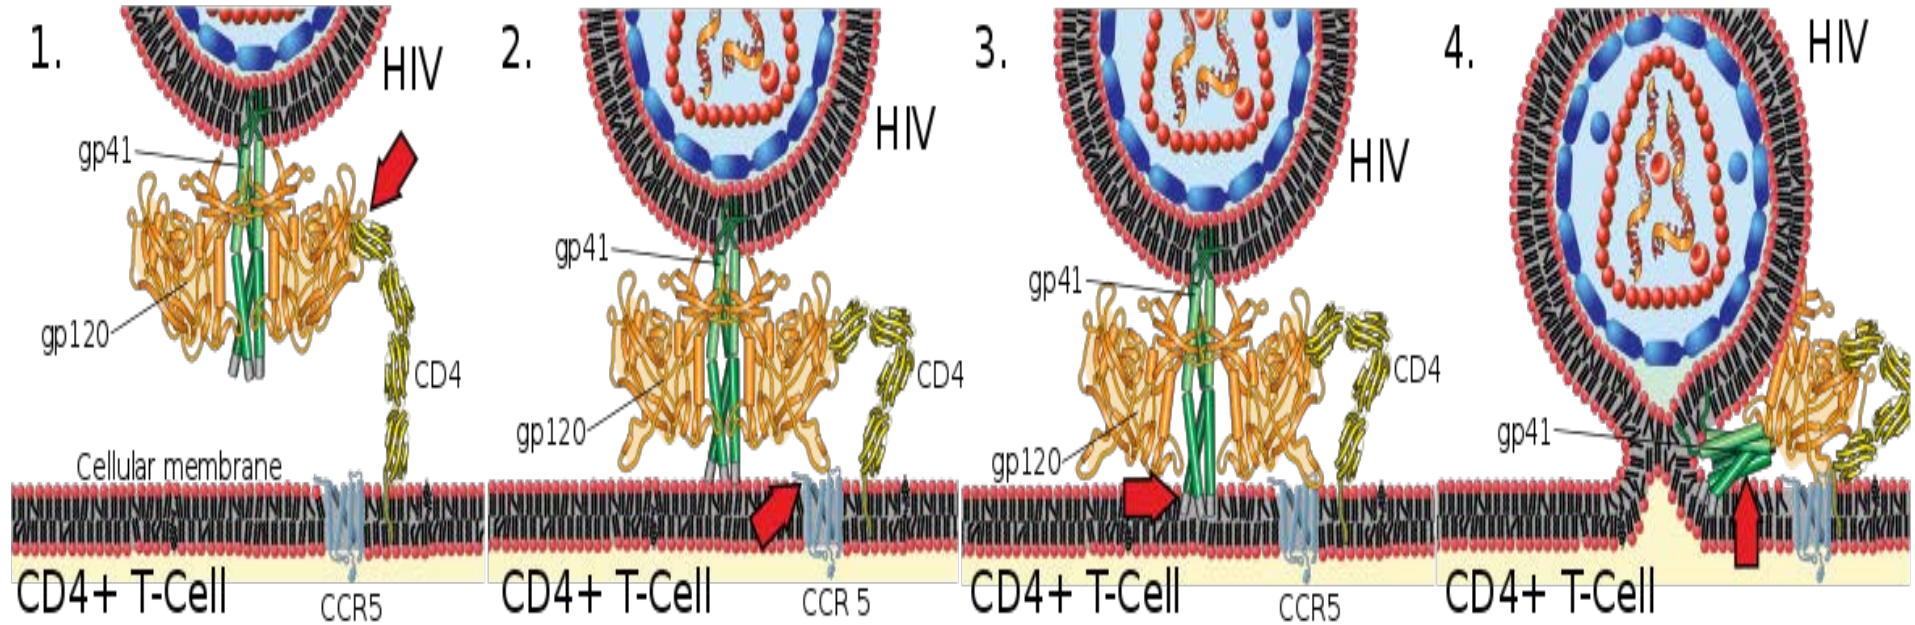 1.
HIV
gp41
gp120
CD4
Cellular membrane
CD4+ T-Cell
CCR5
2.
HIV
gp41
CD4
gp120
CD4+ T-Cell
CCR 5
3.
HIV
gp41
CD4
gp120
CD4+ T-Cell
CCR5
4.
HIV
gp41
CD4+ T-Cell